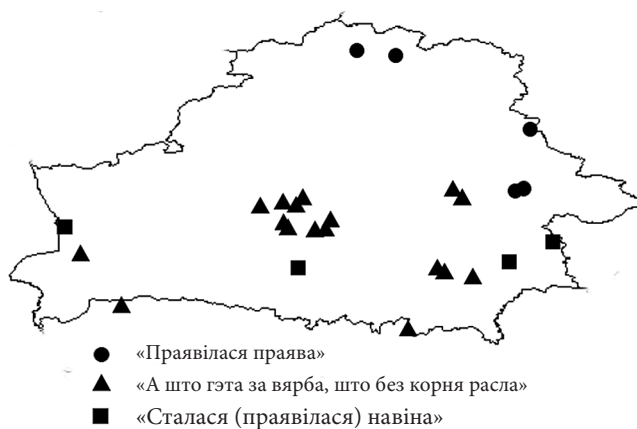 «Праявілася праява»
«А што гэта за вярба, што без корня расла»
«Сталася (праявілася) навіна»